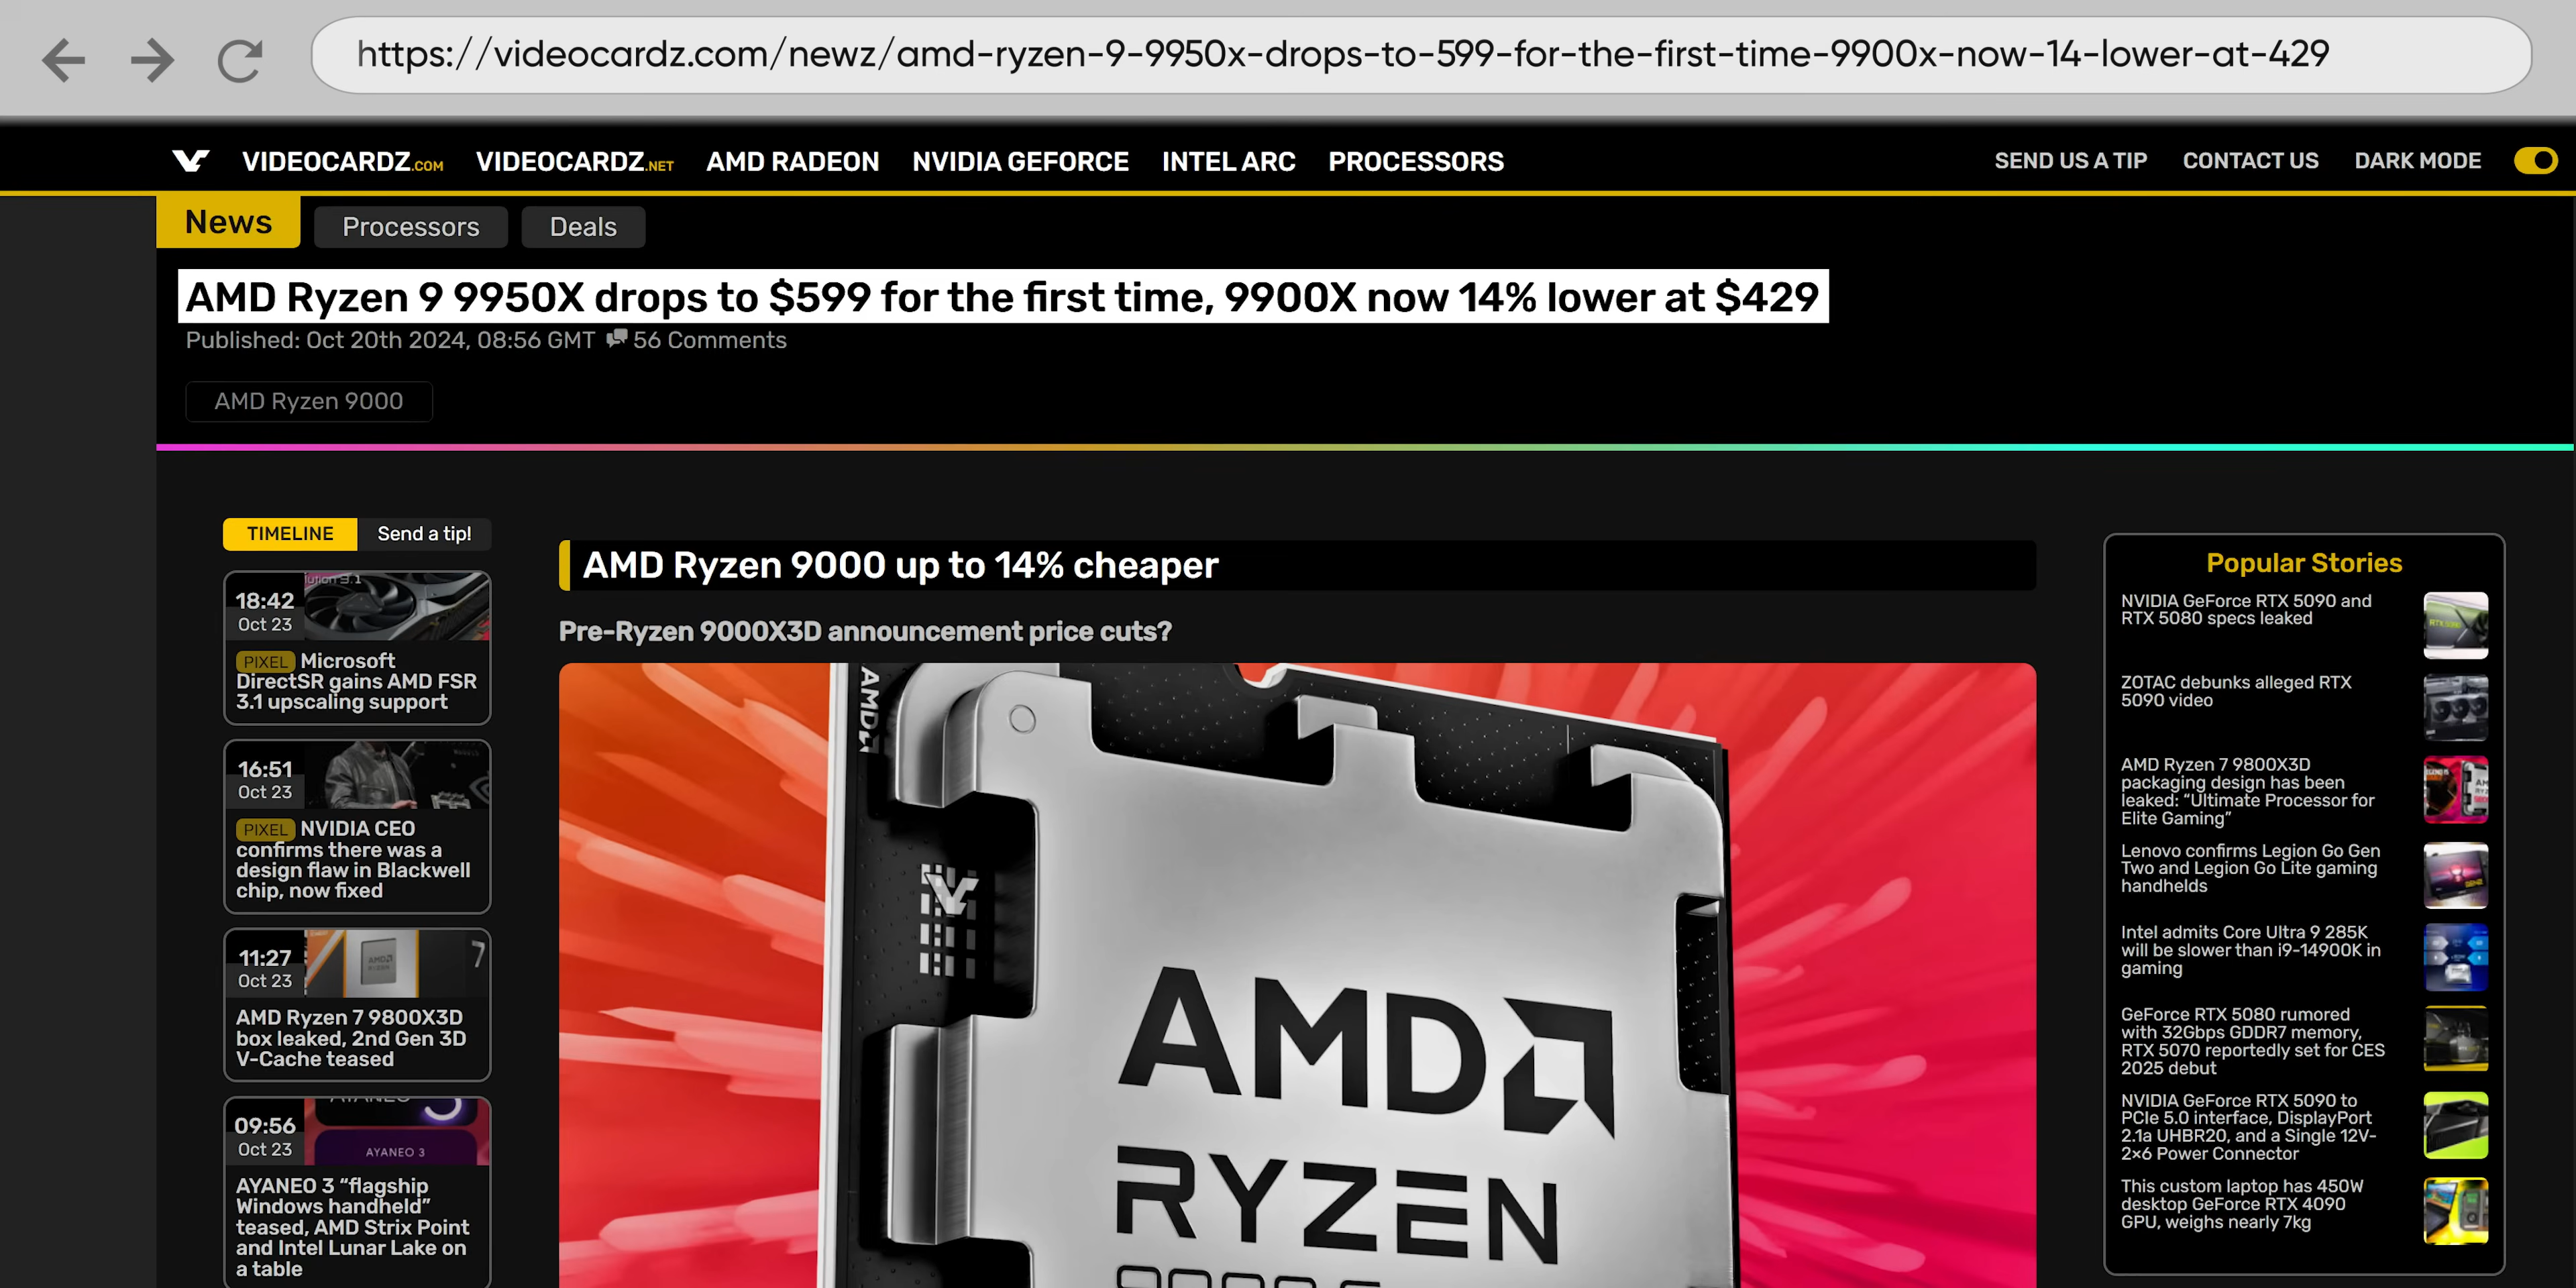 https://videocardz.com/newz/amd-ryzen-9-9950x-drops-to-599-for-the-first-time-9900x-now-14-lower-at-429
VIDEOCARDZ.COM VIDEOCARDZ.NET AMD RADEON NVIDIA GEFORCE INTEL ARC PROCESSORS SEND US A TIP CONTACT US DARK MODE
News Processors Deals
AMD Ryzen 9 9950X drops to $599 for the first time, 9900X now 14% lower at $429
Published: Oct 20th 2024, 08:56 GMT 56 Comments
AMD Ryzen 9000
TIMELINE Send a tip!
18:42
Oct 23
PIXEL Microsoft
DirectSR gains AMD FSR
3.1 upscaling support
16:51
Oct 23
PIXEL NVIDIA CEO
confirms there was a
design flaw in Blackwell
chip, now fixed
11:27
Oct 23
AMD
RYZEN
7
AMD Ryzen 7 9800X3D
box leaked, 2nd Gen 3D
V-Cache teased
09:56
Oct 23
AYANEO 3
AYANEO 3 “flagship
Windows handheld”
teased, AMD Strix Point
and Intel Lunar Lake on
a table
AMD Ryzen 9000 up to 14% cheaper
Pre-Ryzen 9000X3D announcement price cuts?
AMD
AMD
RYZEN
Popular Stories
NVIDIA GeForce RTX 5090 and
RTX 5080 specs leaked
ZOTAC debunks alleged RTX
5090 video
AMD Ryzen 7 9800X3D
packaging design has been
leaked: “Ultimate Processor for
Elite Gaming”
Lenovo confirms Legion Go Gen
Two and Legion Go Lite gaming
handhelds
Intel admits Core Ultra 9 285K
will be slower than i9-14900K in
gaming
GeForce RTX 5080 rumored
with 32Gbps GDDR7 memory,
RTX 5070 reportedly set for CES
2025 debut
NVIDIA GeForce RTX 5090 to
PCIe 5.0 interface, DisplayPort
2.1a UHBR20, and a Single 12V-
2×6 Power Connector
This custom laptop has 450W
desktop GeForce RTX 4090
GPU, weighs nearly 7kg